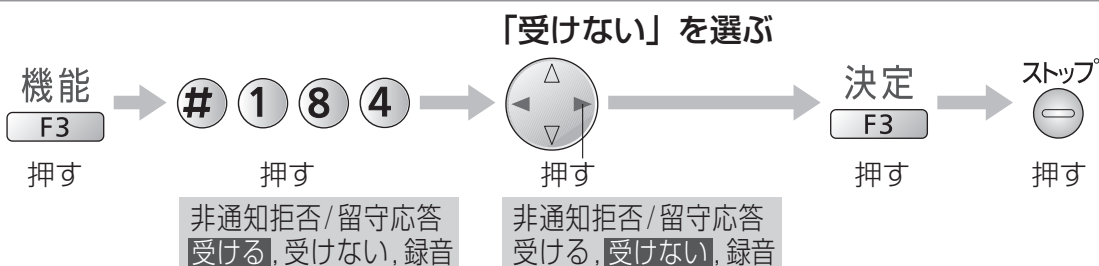 「受けない」を選ぶ
機能
F3
押す
# 1 8 4
押す
押す
決定
F3
押す
ストップ
押す
非通知拒否/留守応答
受ける,受けない,録音
非通知拒否/留守応答
受ける,受けない,録音